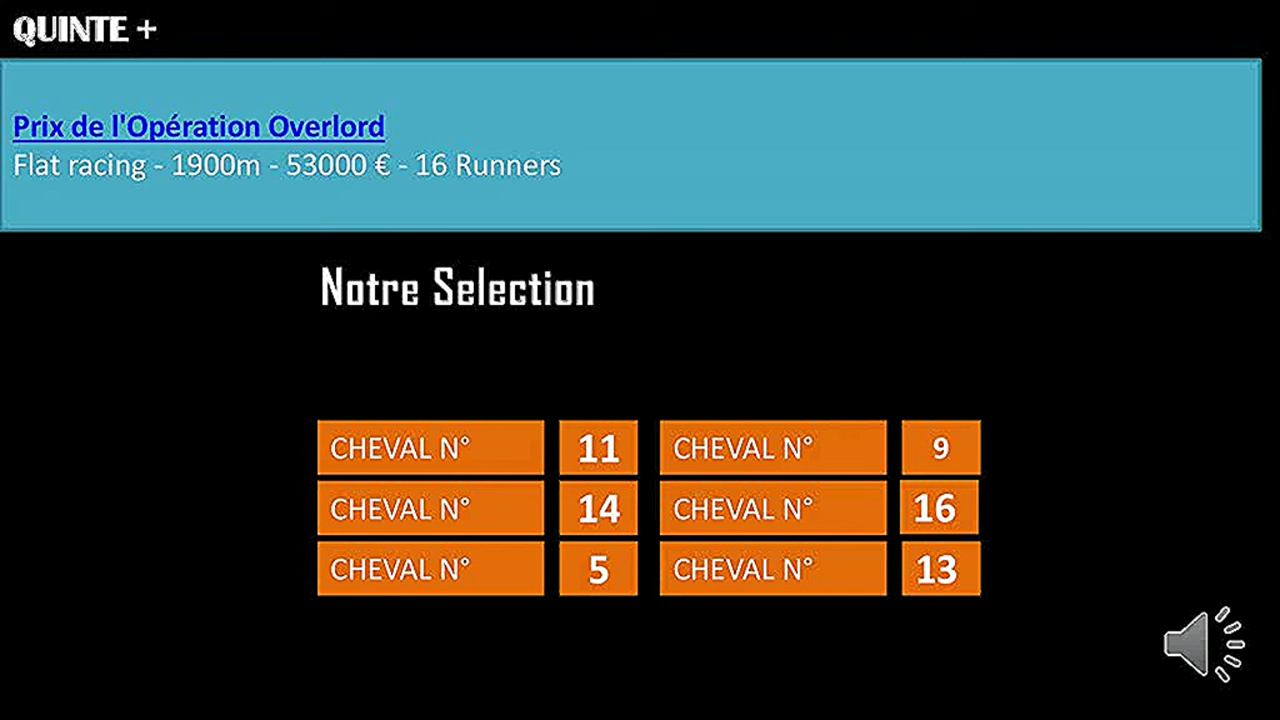 QUINTE +
Prix de l'Opération Overlord
Flat racing - 1900m - 53000 € - 16 Runners
Notre Selection
CHEVAL N° 11 CHEVAL N° 9
CHEVAL N° 14 CHEVAL N° 16
CHEVAL N° 5 CHEVAL N° 13